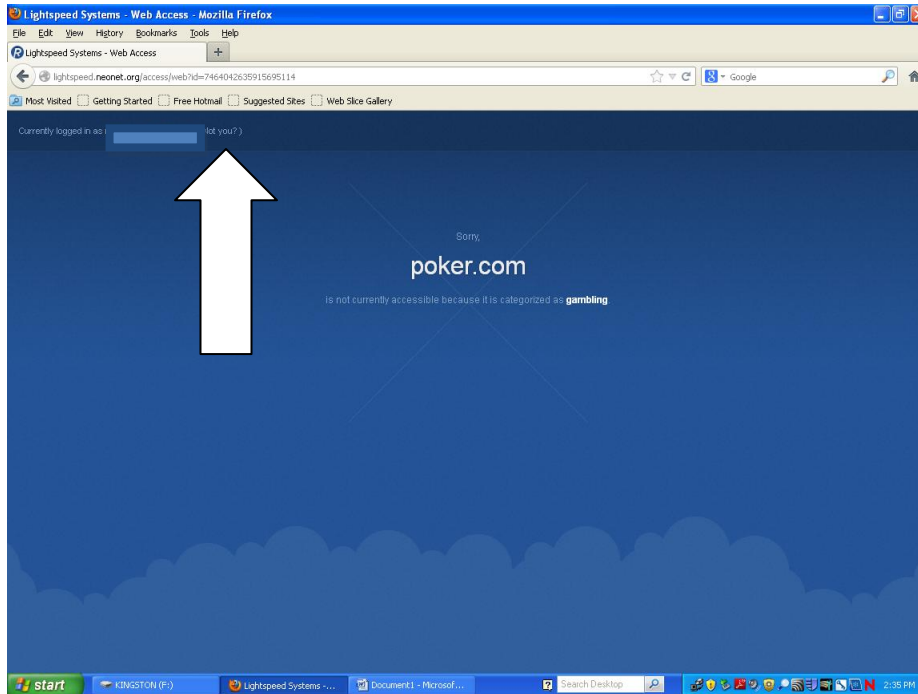 Lightspeed Systems - Web Access - Mozilla Firefox
File Edit View History Bookmarks Tools Help
Lightspeed Systems - Web Access +
lightspeed.neonet.org/access/web?id=7464042635915695114 Google
Most Visited Getting Started Free Hotmail Suggested Sites Web Slice Gallery
Currently logged in as lot you? )
Sorry,
poker.com
is not currently accessible because it is categorized as gambling.
start KINGSTON (F:) Lightspeed Systems -... Document1 - Microsof... Search Desktop 2:35 PM